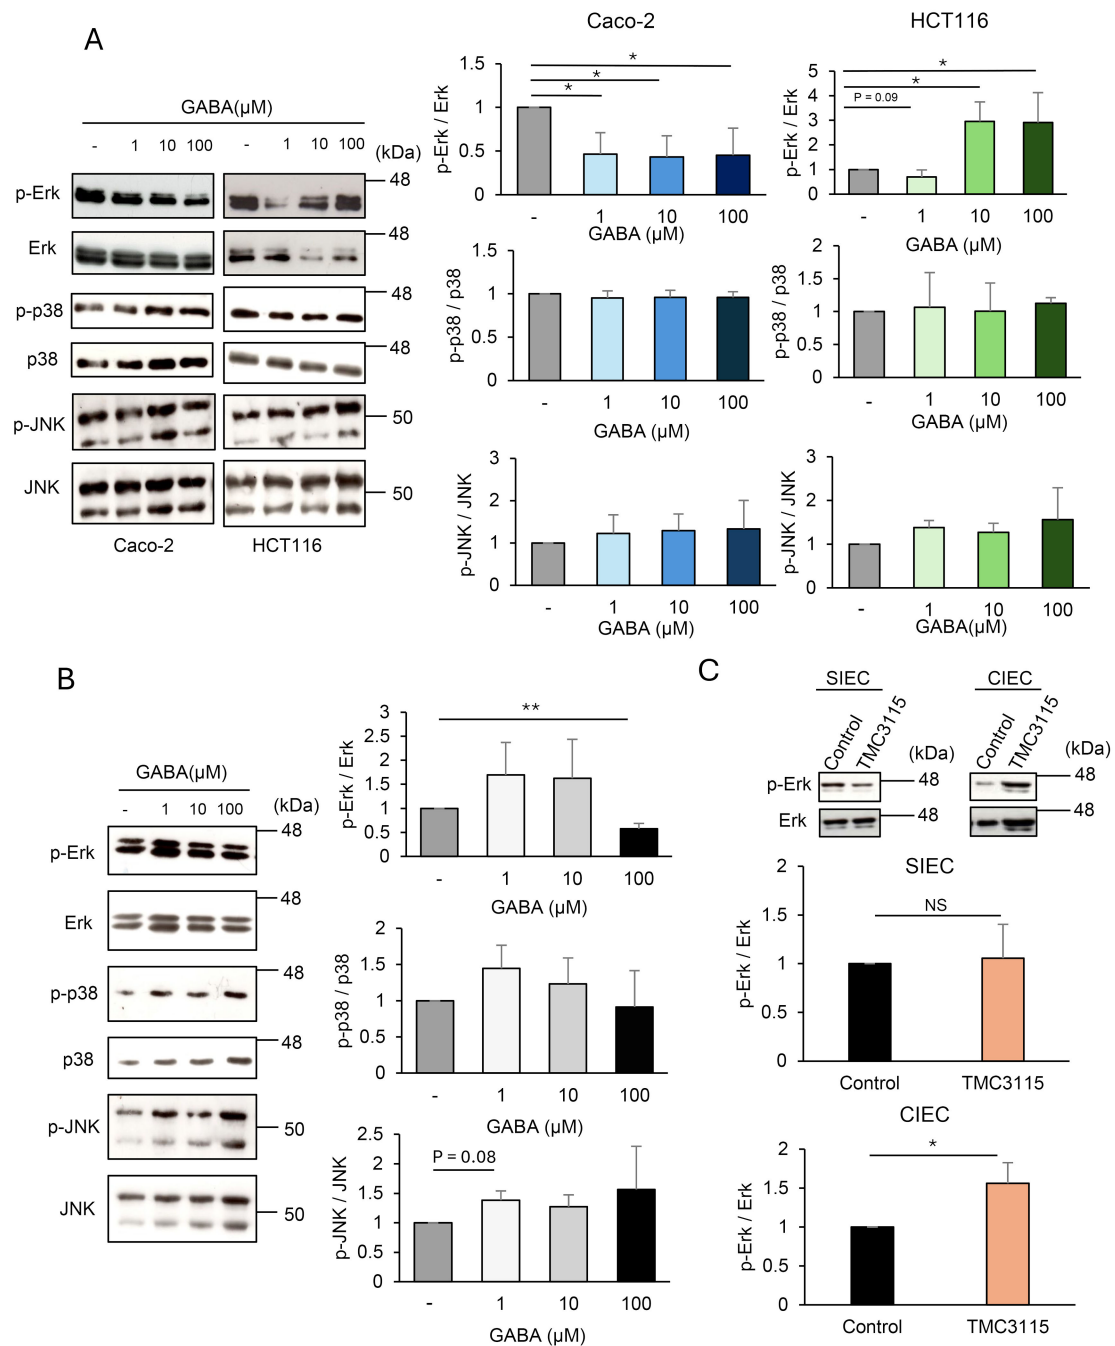 A
GABA(µM)
- 1 10 100 - 1 10 100 (kDa)
p-Erk 48
Erk 48
p-p38 48
p38 48
p-JNK 50
JNK 50
Caco-2 HCT116
Caco-2
p-Erk / Erk
1.5
1
0.5
0
* * *
- 1 10 100
GABA (µM)
HCT116
p-Erk / Erk
5
4
3
2
1
0
P = 0.09 * *
- 1 10 100
GABA (µM)
p-p38 / p38
1.5
1
0.5
0
- 1 10 100
GABA (µM)
p-p38 / p38
2
1.5
1
0.5
0
- 1 10 100
GABA (µM)
p-JNK / JNK
3
2
1
0
- 1 10 100
GABA (µM)
p-JNK / JNK
3
2
1
0
- 1 10 100
GABA(µM)
B
GABA(µM)
- 1 10 100 (kDa)
p-Erk 48
Erk 48
p-p38 48
p38 48
p-JNK 50
JNK 50
p-Erk / Erk
3
2.5
2
1.5
1
0.5
0
**
- 1 10 100
GABA (µM)
p-p38 / p38
2
1.5
1
0.5
0
- 1 10 100
GABA (µM)
p-JNK / JNK
2.5
2
1.5
1
0.5
0
P = 0.08
- 1 10 100
GABA (µM)
C
SIEC
Control
TMC3115
(kDa)
p-Erk 48
Erk 48
CIEC
Control
TMC3115
(kDa)
48
48
SIEC
p-Erk / Erk
2
1.5
1
0.5
0
NS
Control TMC3115
CIEC
p-Erk / Erk
2
1.5
1
0.5
0
*
Control TMC3115